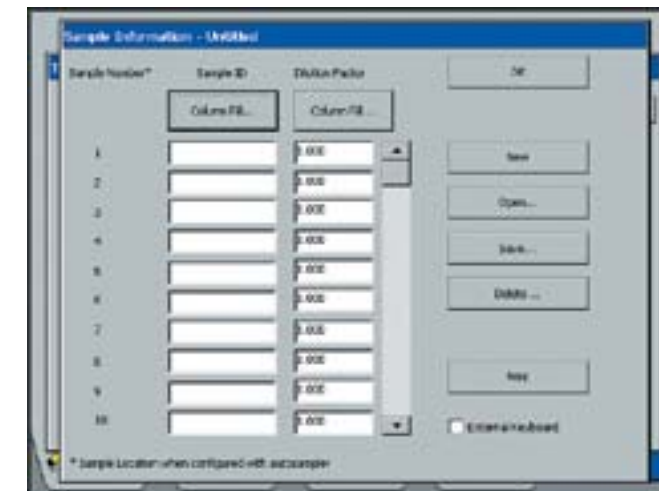 Sample Information - Untitled
Sample Number* Sample ID Dilution Factor
Column Fill... Column Fill...
1 1.000
2 1.000
3 1.000
4 1.000
5 1.000
6 1.000
7 1.000
8 1.000
9 1.000
10 1.000
OK
New
Open...
Save...
Delete ...
External Keyboard
* Sample Location when configured with autosampler